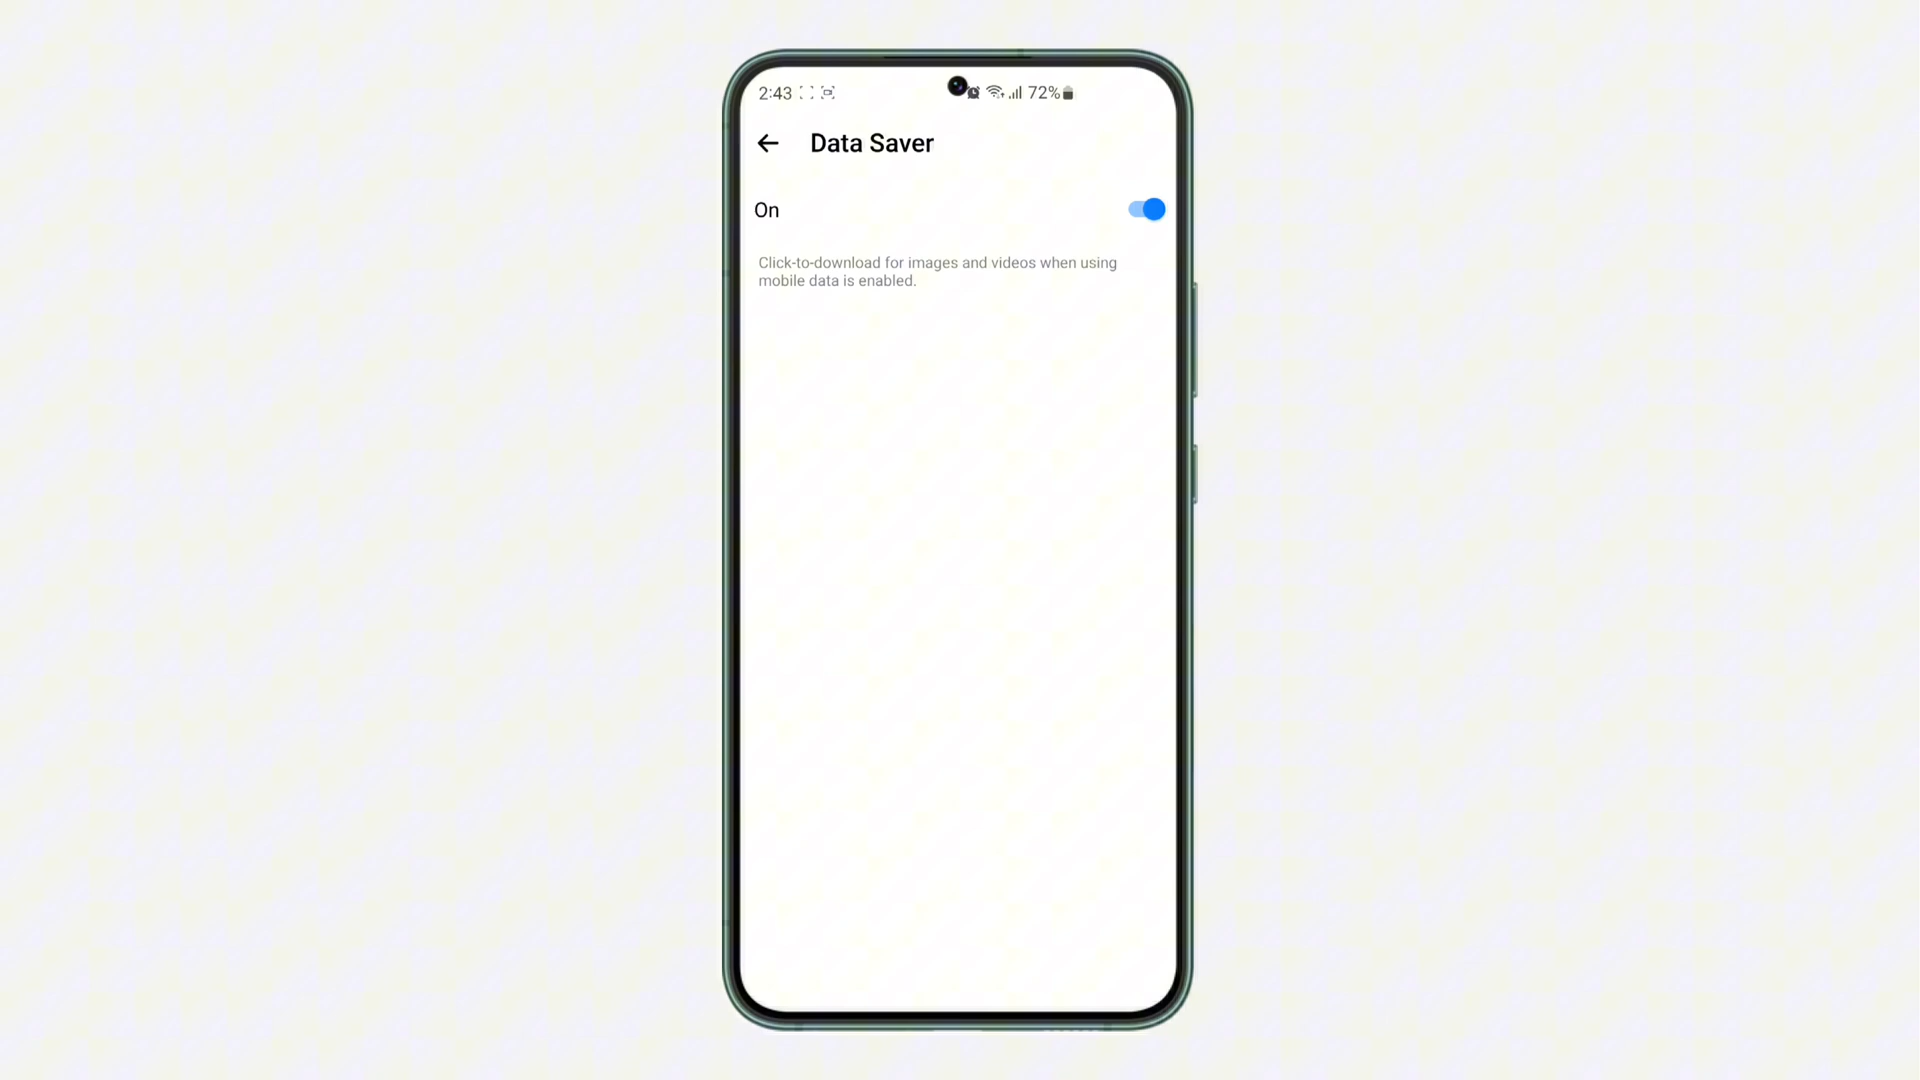 2:43 72%
Data Saver
On
Click-to-download for images and videos when using
mobile data is enabled.